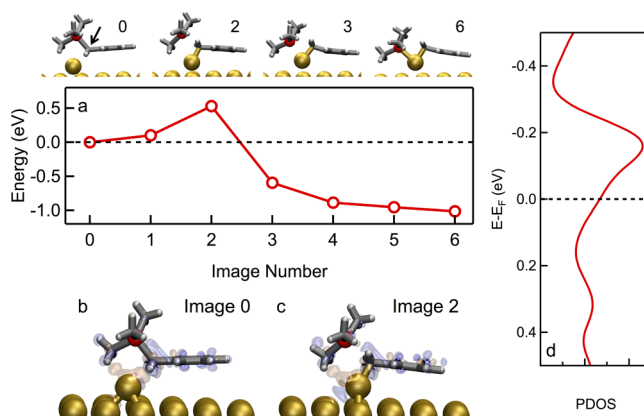 0
2
3
6
a
0.5
0.0
-0.5
-1.0
Energy (eV)
0 1 2 3 4 5 6
Image Number
b Image 0
c Image 2
-0.4
-0.2
0.0
0.2
0.4
E-EF (eV)
d
PDOS